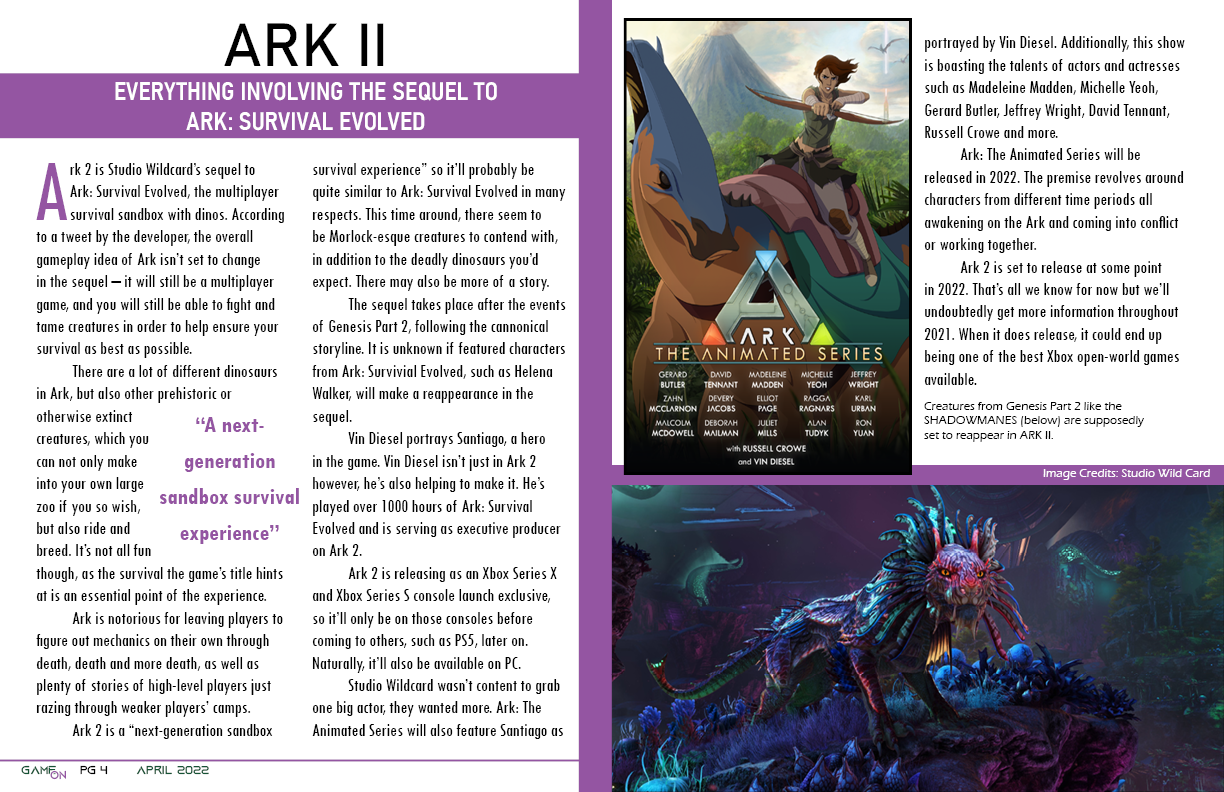 ARK II
EVERYTHING INVOLVING THE SEQUEL TO
ARK: SURVIVAL EVOLVED
Ark 2 is Studio Wildcard's sequel to
Ark: Survival Evolved, the multiplayer
survival sandbox with dinos. According
to a tweet by the developer, the overall
gameplay idea of Ark isn't set to change
in the sequel — it will still be a multiplayer
game, and you will still be able to fight and
tame creatures in order to help ensure your
survival as best as possible.
There are a lot of different dinosaurs
in Ark, but also other prehistoric or
otherwise extinct
creatures, which you
can not only make
into your own large
zoo if you so wish,
but also ride and
breed. It's not all fun
though, as the survival the game's title hints
at is an essential point of the experience.
Ark is notorious for leaving players to
figure out mechanics on their own through
death, death and more death, as well as
plenty of stories of high-level players just
razing through weaker players' camps.
Ark 2 is a “next-generation sandbox
“A next-
generation
sandbox survival
experience”
survival experience” so it'll probably be
quite similar to Ark: Survival Evolved in many
respects. This time around, there seem to
be Morlock-esque creatures to contend with,
in addition to the deadly dinosaurs you'd
expect. There may also be more of a story.
The sequel takes place after the events
of Genesis Part 2, following the cannonical
storyline. It is unknown if featured characters
from Ark: Survivial Evolved, such as Helena
Walker, will make a reappearance in the
sequel.
Vin Diesel portrays Santiago, a hero
in the game. Vin Diesel isn't just in Ark 2
however, he's also helping to make it. He's
played over 1000 hours of Ark: Survival
Evolved and is serving as executive producer
on Ark 2.
Ark 2 is releasing as an Xbox Series X
and Xbox Series S console launch exclusive,
so it'll only be on those consoles before
coming to others, such as PS5, later on.
Naturally, it'll also be available on PC.
Studio Wildcard wasn't content to grab
one big actor, they wanted more. Ark: The
Animated Series will also feature Santiago as
GAME ON PG 4 APRIL 2022
ARK
THE ANIMATED SERIES
GERARD DAVID MADELEINE MICHELLE JEFFREY
BUTLER TENNANT MADDEN YEOH WRIGHT
ZAHN DEVERY ELLIOT RAGGA KARL
MCCLARNON JACOBS PAGE RAGNARS URBAN
MALCOLM DEBORAH JULIET ALAN RON
MCDOWELL MAILMAN MILLS TUDYK YUAN
with RUSSELL CROWE
and VIN DIESEL
portrayed by Vin Diesel. Additionally, this show
is boasting the talents of actors and actresses
such as Madeleine Madden, Michelle Yeoh,
Gerard Butler, Jeffrey Wright, David Tennant,
Russell Crowe and more.
Ark: The Animated Series will be
released in 2022. The premise revolves around
characters from different time periods all
awakening on the Ark and coming into conflict
or working together.
Ark 2 is set to release at some point
in 2022. That's all we know for now but we'll
undoubtedly get more information throughout
2021. When it does release, it could end up
being one of the best Xbox open-world games
available.
Creatures from Genesis Part 2 like the
SHADOWMANES (below) are supposedly
set to reappear in ARK II.
Image Credits: Studio Wild Card